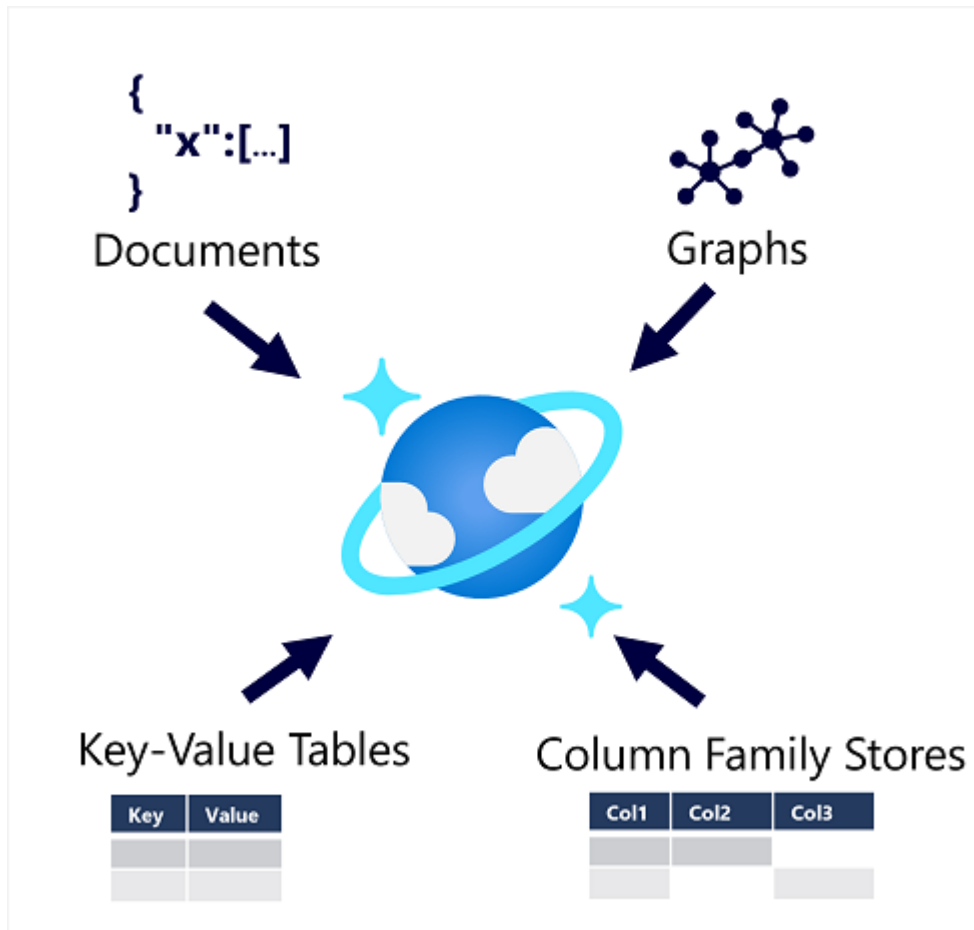 {
"x":[...]
}
Documents
Graphs
Key-Value Tables
Key Value
Column Family Stores
Col1 Col2 Col3